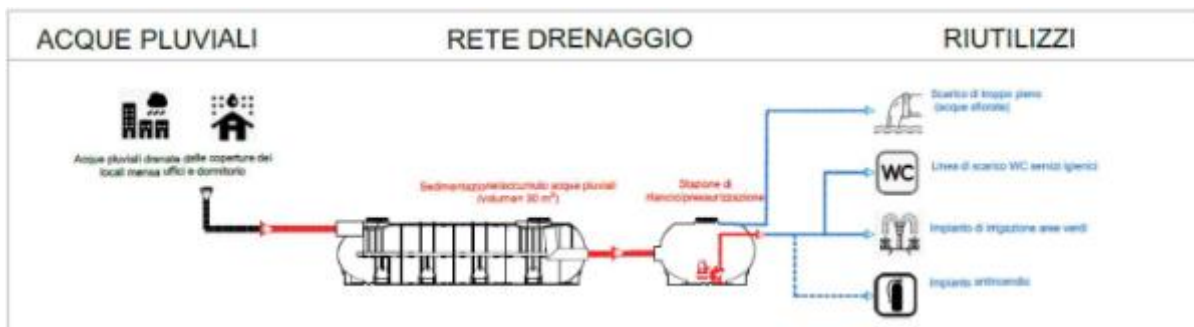 ACQUE PLUVIALI
RETE DRENAGGIO
RIUTILIZZI
Acque pluviali drenate delle coperture dei
locali mensa uffici e dormitorio
Sedimentazione/accumulo acque pluviali
(volume= 30 m³)
Stazione di
rilancio/pressurizzazione
Scarico di troppo pieno
(acque sfiorate)
WC
Linea di scarico WC servizi igienici
Impianto di irrigazione aree verdi
Impianto antincendio